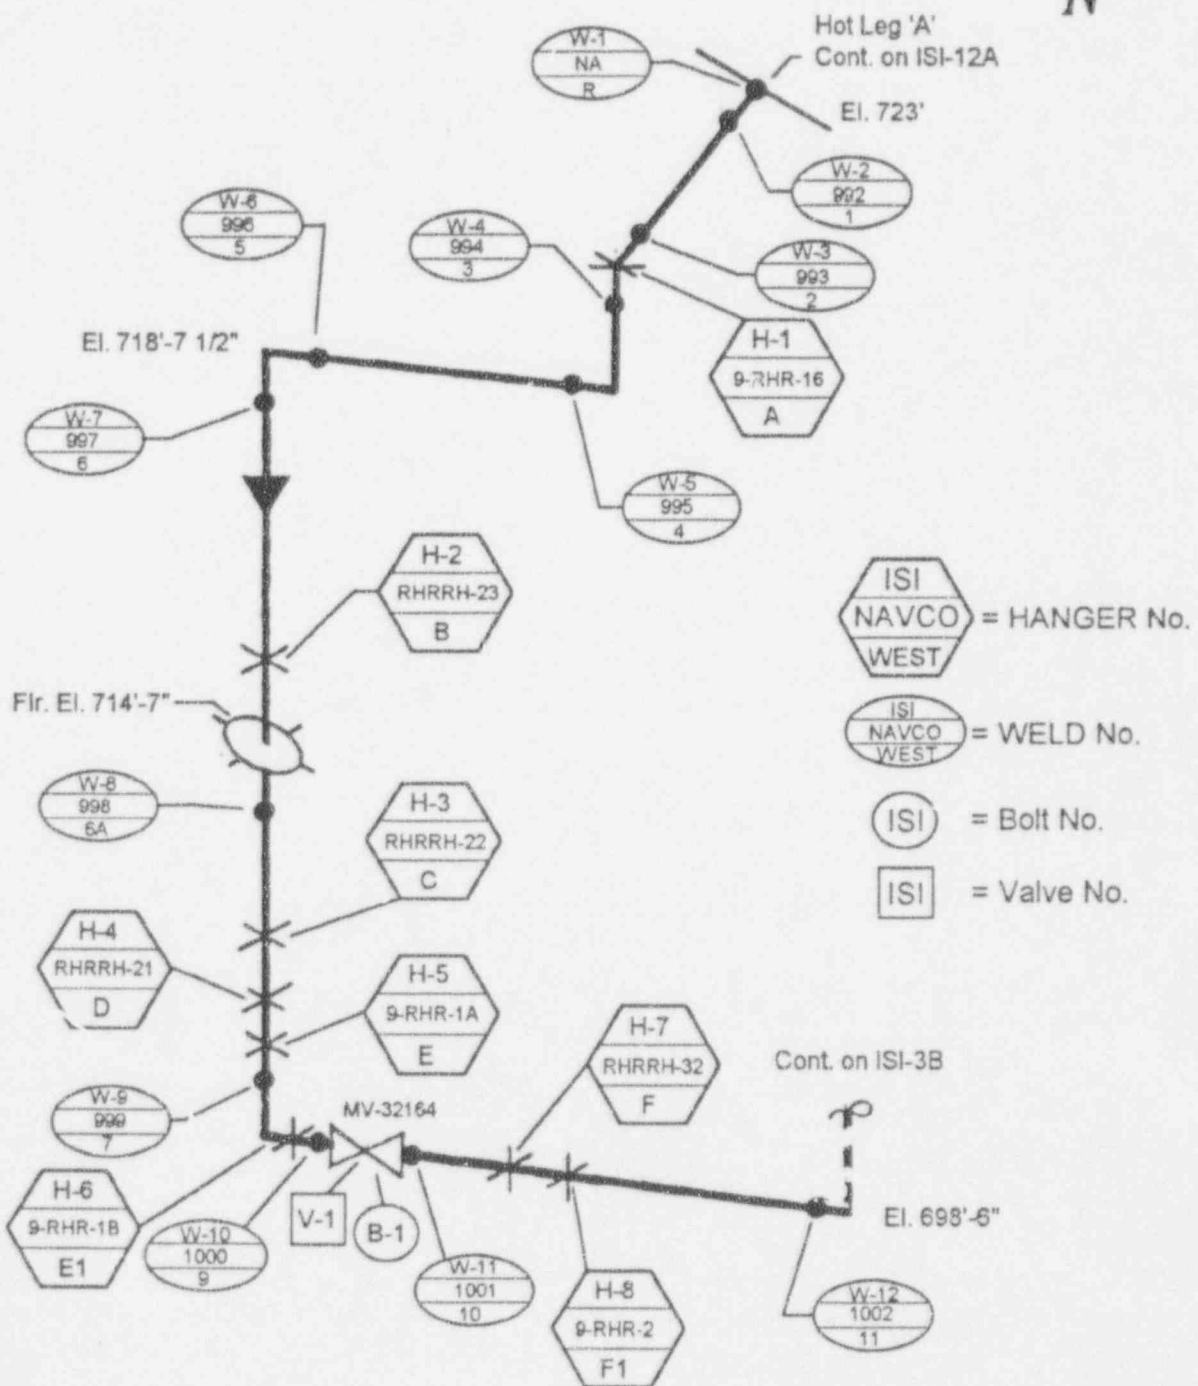 N
Hot Leg 'A'
Cont. on ISI-12A
W-1
NA
R
El. 723'
W-2
992
1
W-6
996
5
W-4
994
3
W-3
993
2
El. 718'-7 1/2"
H-1
9-RHR-16
A
W-7
997
6
W-5
995
4
H-2
RHRRH-23
B
ISI
NAVCO
WEST
= HANGER No.
Flr. El. 714'-7"
ISI
NAVCO
WEST
= WELD No.
W-8
998
6A
H-3
RHRRH-22
C
ISI
= Bolt No.
ISI
= Valve No.
H-4
RHRRH-21
D
H-5
9-RHR-1A
E
H-7
RHRRH-32
F
Cont. on ISI-3B
W-9
999
7
MV-32164
H-6
9-RHR-1B
E1
V-1
B-1
El. 698'-6"
W-10
1000
9
W-11
1001
10
H-8
9-RHR-2
F1
W-12
1002
11